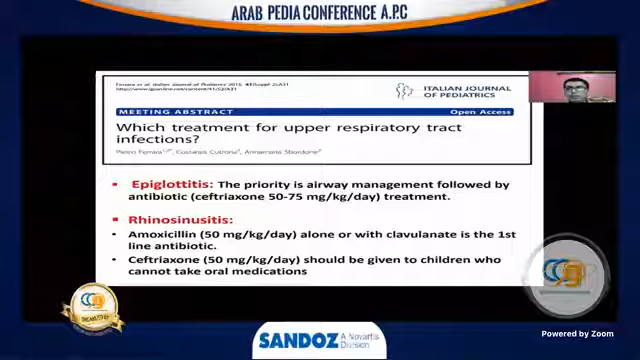 ARAB PEDIA CONFERENCE A.P.C
Ferrara et al. Italian Journal of Pediatrics 2015, 41(Suppl 2):A31
http://www.ijponline.net/content/41/S2/A31
ITALIAN JOURNAL
OF PEDIATRICS
MEETING ABSTRACT
Open Access
Which treatment for upper respiratory tract
infections?
Pietro Ferrara, Costanza Cutrona, Annamaria Sbordone
▪ Epiglottitis: The priority is airway management followed by
antibiotic (ceftriaxone 50-75 mg/kg/day) treatment.
▪ Rhinosinusitis:
• Amoxicillin (50 mg/kg/day) alone or with clavulanate is the 1st
line antibiotic.
• Ceftriaxone (50 mg/kg/day) should be given to children who
cannot take oral medications
SANDOZ A Novartis
Division
Powered by Zoom